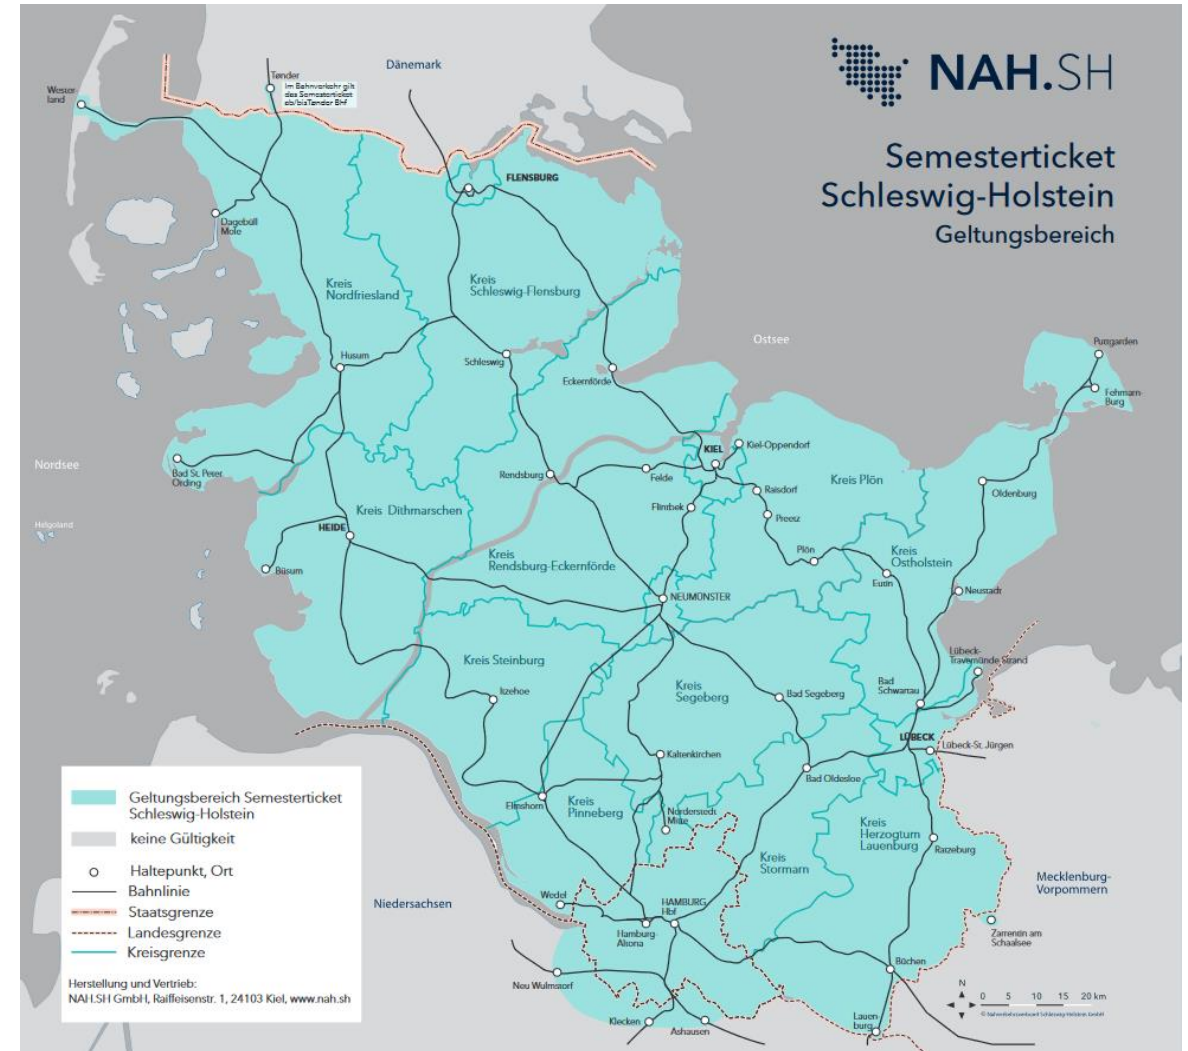 NAH.SH
Semesterticket
Schleswig-Holstein
Geltungsbereich
Dänemark
Tønder
Im Bahnverkehr gilt
das Semesterticket
ab/bis Tønder Bhf
Wester
land
FLENSBURG
Dagebüll
Mole
Kreis
Nordfriesland
Kreis
Schleswig-Flensburg
Ostsee
Husum
Schleswig
Eckernförde
Puttgarden
Fehmarn-
Burg
Nordsee
Bad St. Peter
Ording
Rendsburg
Felde
KIEL
Kiel-Oppendorf
Raisdorf
Kreis Plön
Oldenburg
Helgoland
HEIDE
Kreis Dithmarschen
Flintbek
Preetz
Büsum
Kreis
Rendsburg-Eckernförde
Plön
Kreis
Ostholstein
Eutin
Neustadt
NEUMÜNSTER
Kreis Steinburg
Itzehoe
Kreis
Segeberg
Bad Segeberg
Bad
Schwartau
Lübeck-
Travemünde Strand
LÜBECK
Lübeck-St. Jürgen
Kaltenkirchen
Bad Oldesloe
Elmshorn
Kreis
Pinneberg
Norderstedt
Mitte
Kreis
Herzogtum
Lauenburg
Ratzeburg
Kreis
Stormarn
Mecklenburg-
Vorpommern
Niedersachsen
Wedel
HAMBURG
Hbf
Hamburg-
Altona
Zarrentin am
Schaalsee
Neu Wulmstorf
Büchen
Klecken
Ashausen
Lauen
burg
Geltungsbereich Semesterticket
Schleswig-Holstein
keine Gültigkeit
Haltepunkt, Ort
Bahnlinie
Staatsgrenze
Landesgrenze
Kreisgrenze
Herstellung und Vertrieb:
NAH.SH GmbH, Raiffeisenstr. 1, 24103 Kiel, www.nah.sh
N
0 5 10 15 20 km
© Nahverkehrsverbund Schleswig-Holstein GmbH